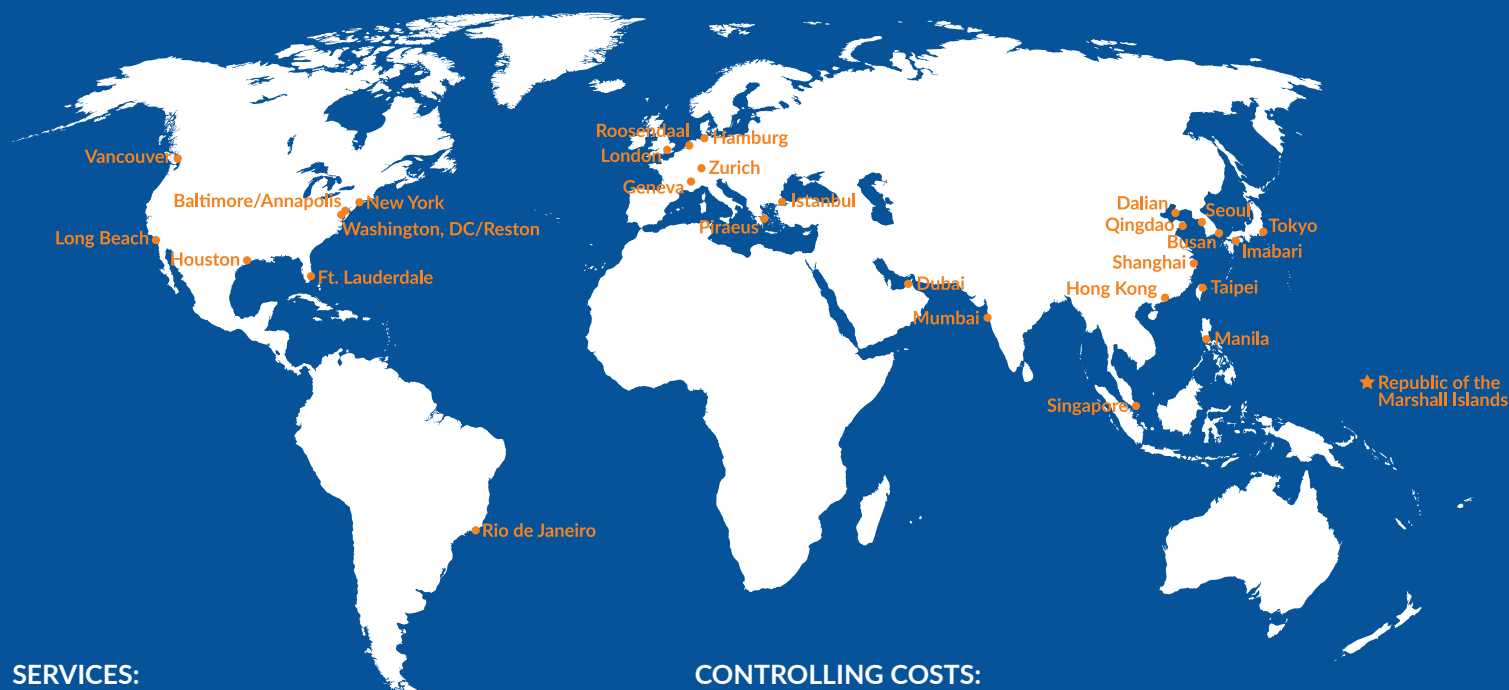 Roosendaal
Hamburg
London
Vancouver
Zurich
Geneva
Baltimore/Annapolis
New York
Istanbul
Dalian
Seoul
Piraeus
Qingdao
Tokyo
Washington, DC/Reston
Long Beach
Busan
Imabari
Houston
Shanghai
Ft. Lauderdale
Dubai
Hong Kong
Taipei
Mumbai
Manila
Republic of the
Marshall Islands
Singapore
Rio de Janeiro
SERVICES:
CONTROLLING COSTS: